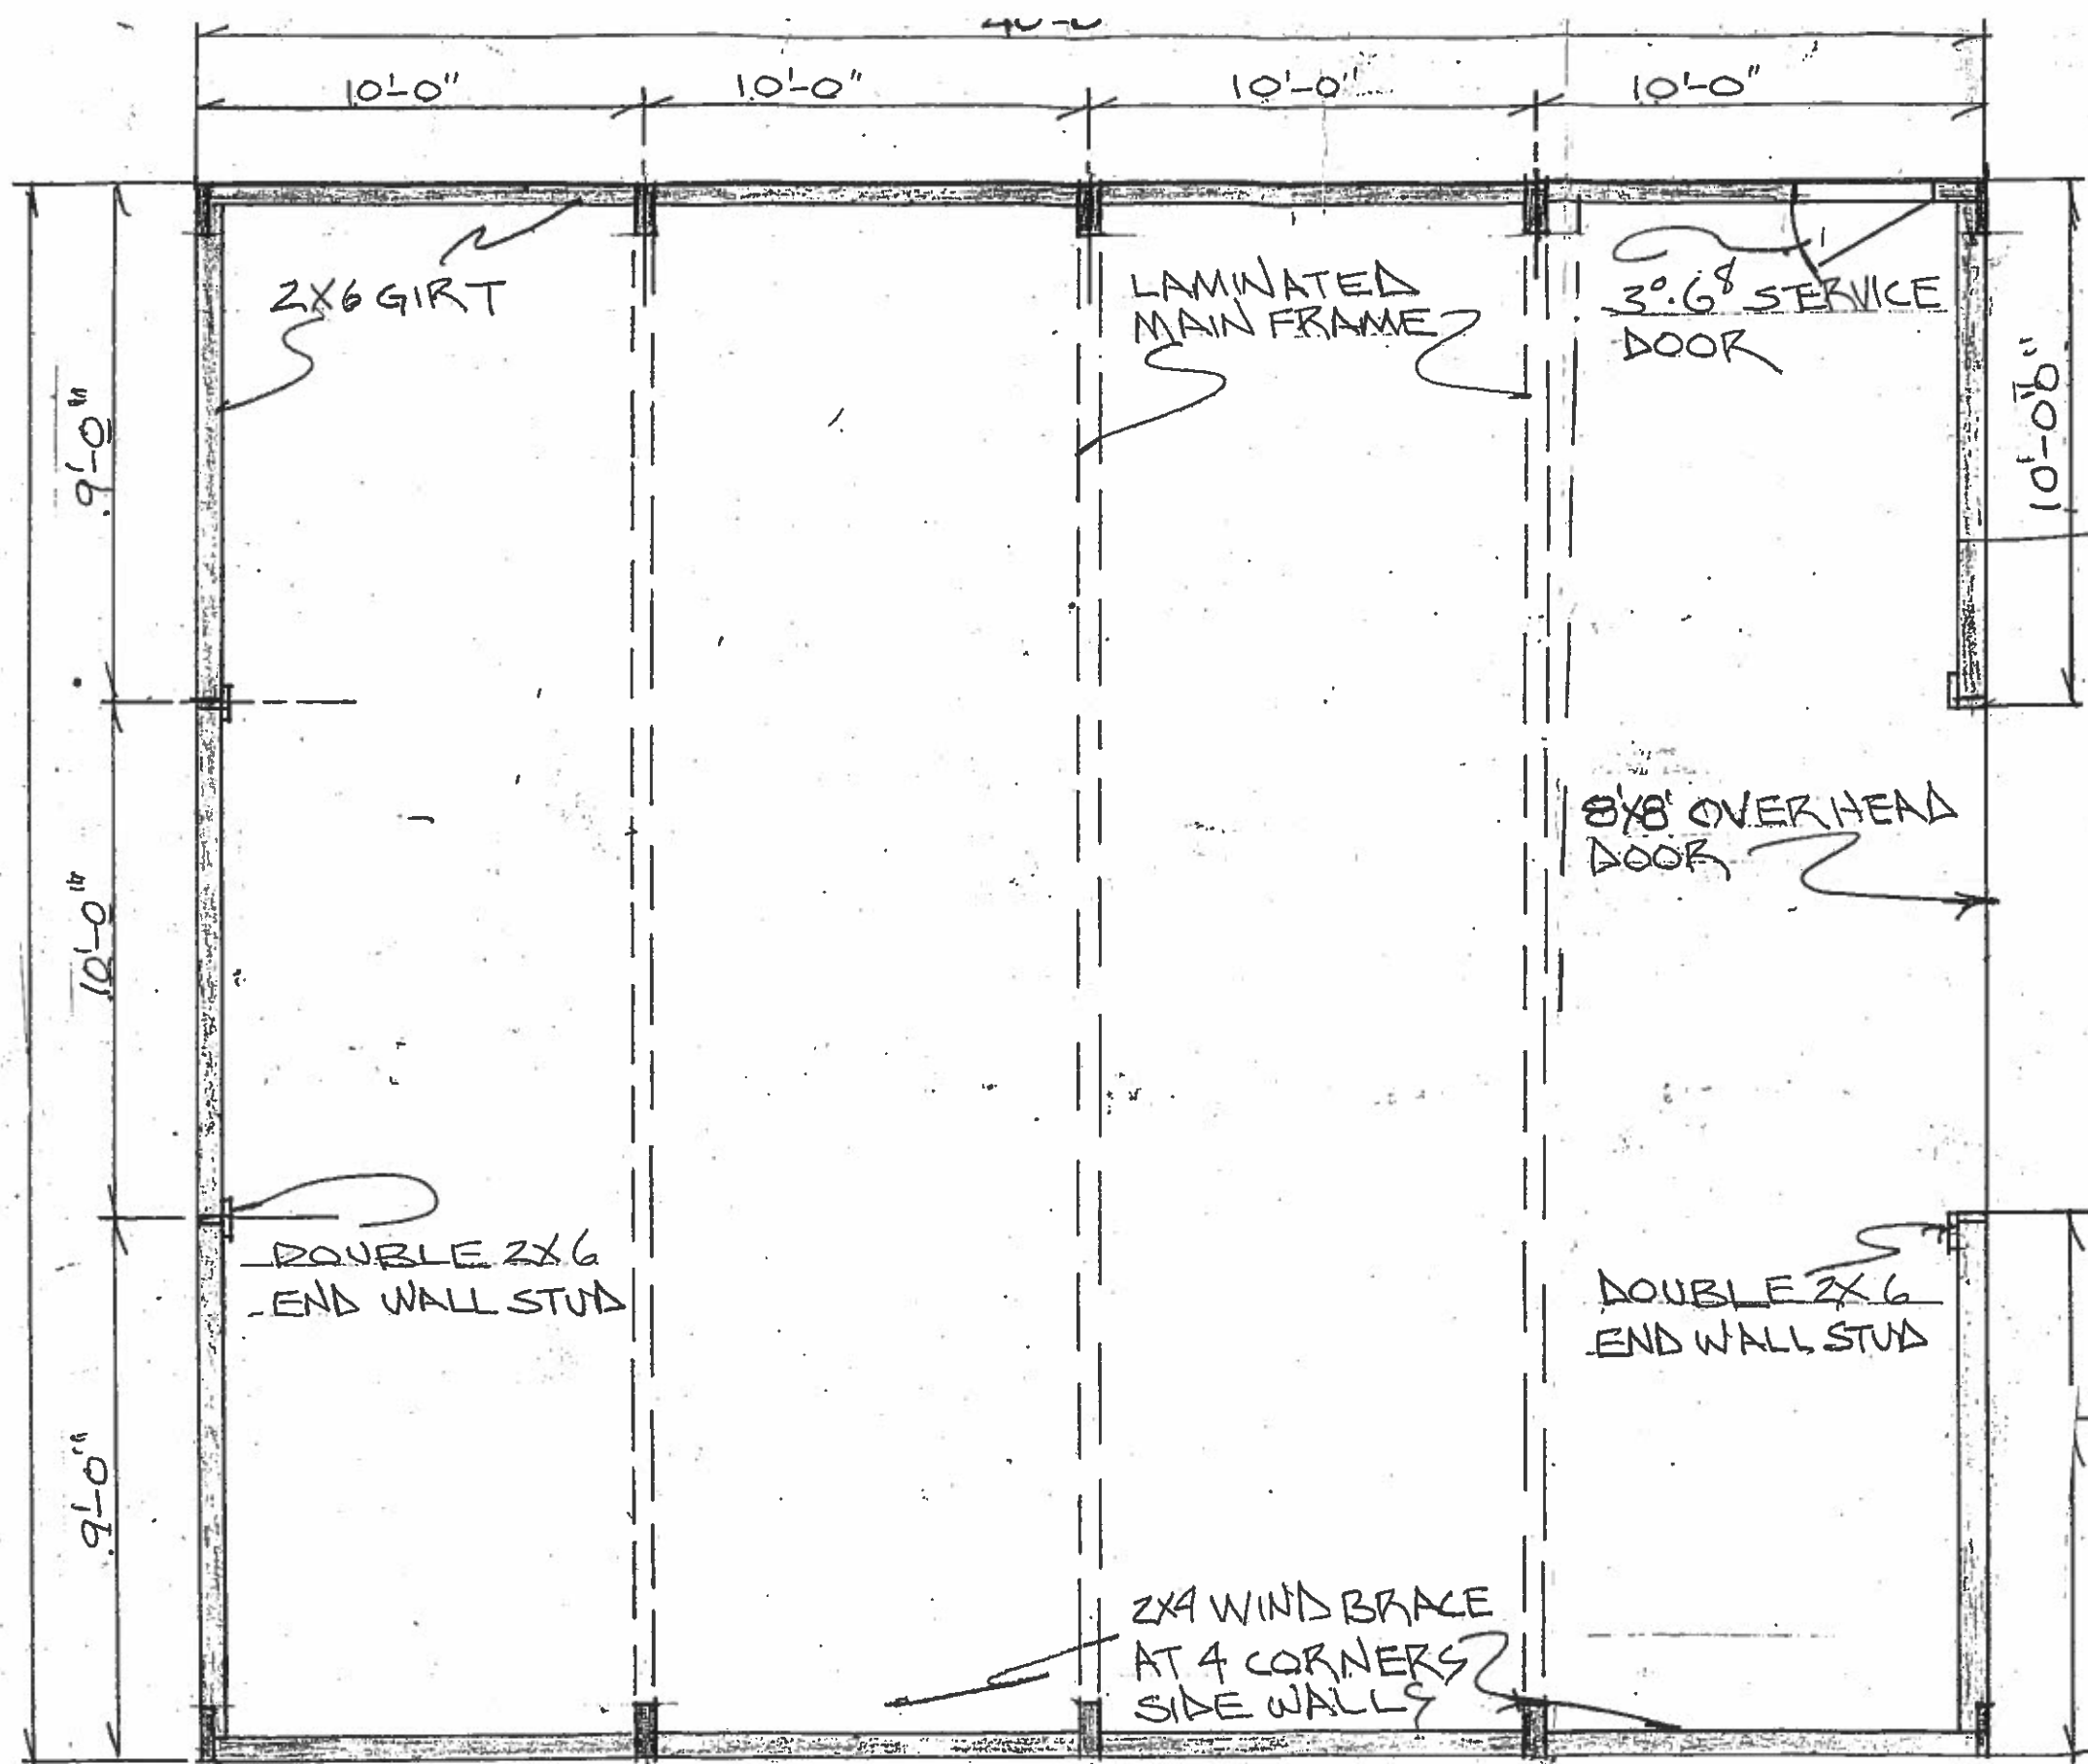 10'-0" 10'-0" 10'-0" 10'-0"
2X6 GIRT
LAMINATED
MAIN FRAME
3°·6⁸ SERVICE
DOOR
9'-0"
10'-0"
8'X8' OVERHEAD
DOOR
10'-0"
DOUBLE 2X6
END WALL STUD
DOUBLE 2X6
END WALL STUD
9'-0"
2X4 WIND BRACE
AT 4 CORNERS
SIDE WALLS